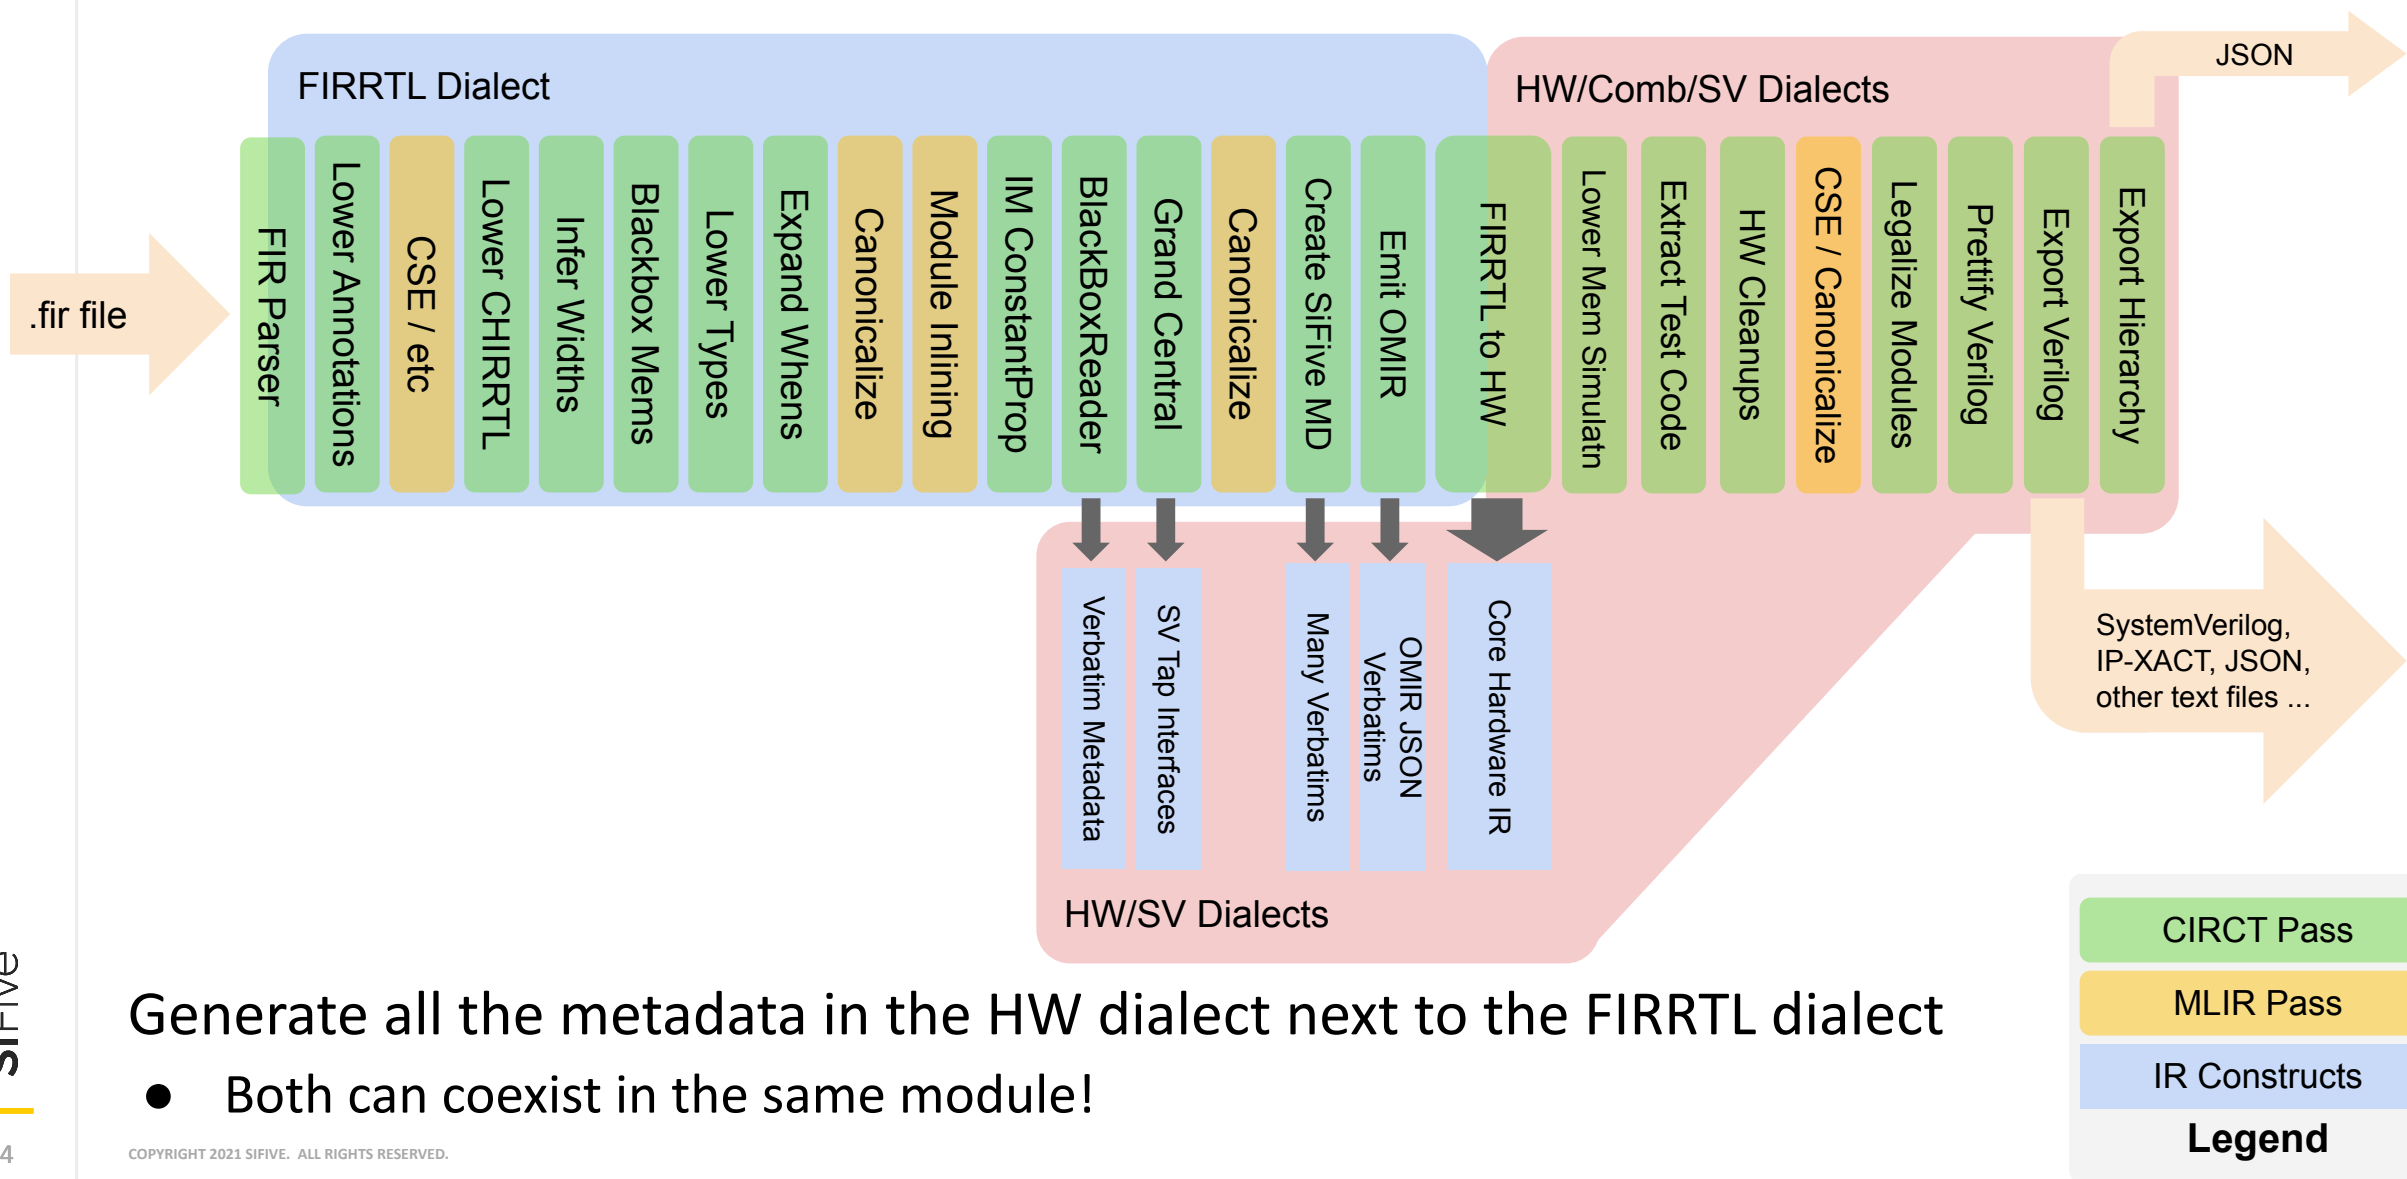 JSON
FIRRTL Dialect
HW/Comb/SV Dialects
.fir file
FIR Parser
Lower Annotations
CSE / etc
Lower CHIRRTL
Infer Widths
Blackbox Mems
Lower Types
Expand Whens
Canonicalize
Module Inlining
IM ConstantProp
BlackBoxReader
Grand Central
Canonicalize
Create SiFive MD
Emit OMIR
FIRRTL to HW
Lower Mem Simulatn
Extract Test Code
HW Cleanups
CSE / Canonicalize
Legalize Modules
Prettify Verilog
Export Verilog
Export Hierarchy
Verbatim Metadata
SV Tap Interfaces
Many Verbatims
OMIR JSON
Verbatims
Core Hardware IR
SystemVerilog,
IP-XACT, JSON,
other text files ...
HW/SV Dialects
CIRCT Pass
MLIR Pass
IR Constructs
Legend
Generate all the metadata in the HW dialect next to the FIRRTL dialect
● Both can coexist in the same module!
SiFive
4
COPYRIGHT 2021 SIFIVE. ALL RIGHTS RESERVED.